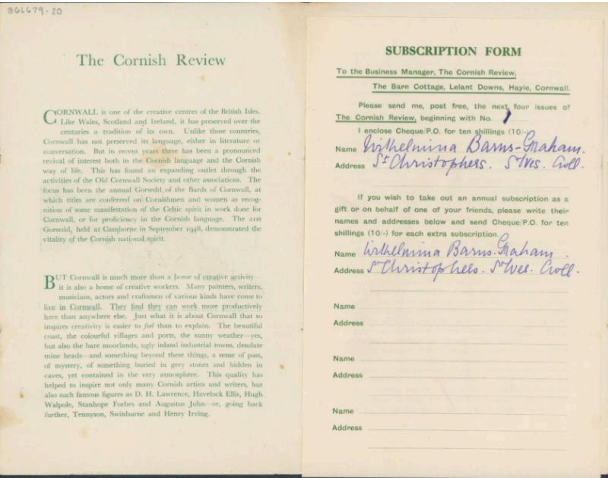 BGL679-20
The Cornish Review
CORNWALL is one of the creative centres of the British Isles.
Like Wales, Scotland and Ireland, it has preserved over the
centuries a tradition of its own. Unlike those countries,
Cornwall has not preserved its language, either in literature or
conversation. But in recent years there has been a pronounced
revival of interest both in the Cornish language and the Cornish
way of life. This has found an expanding outlet through the
activities of the Old Cornwall Society and other associations. The
focus has been the annual Gorsedd of the Bards of Cornwall, at
which titles are conferred on Cornishmen and women as recog-
nition of some manifestation of the Celtic spirit in work done for
Cornwall, or for proficiency in the Cornish language. The 21st
Gorsedd, held at Camborne in September 1948, demonstrated the
vitality of the Cornish national spirit.
BUT Cornwall is much more than a home of creative activity—
it is also a home of creative workers. Many painters, writers,
musicians, actors and craftsmen of various kinds have come to
live in Cornwall. They find they can work more productively
here than anywhere else. Just what it is about Cornwall that so
inspires creativity is easier to feel than to explain. The beautiful
coast, the colourful villages and ports, the sunny weather—yes,
but also the bare moorlands, ugly inland industrial towns, desolate
mine heads—and something beyond these things, a sense of past,
of mystery, of something buried in grey stones and hidden in
caves, yet contained in the very atmosphere. This quality has
helped to inspire not only many Cornish artists and writers, but
also such famous figures as D. H. Lawrence, Havelock Ellis, Hugh
Walpole, Stanhope Forbes and Augustus John—or, going back
further, Tennyson, Swinburne and Henry Irving.
SUBSCRIPTION FORM
To the Business Manager, The Cornish Review,
The Bare Cottage, Lelant Downs, Hayle, Cornwall.
Please send me, post free, the next four issues of
The Cornish Review, beginning with No. 1
I enclose Cheque/P.O. for ten shillings (10/-)
Name Wilhelmina Barns-Graham.
Address St Christophers. St Ives. Cwll.
If you wish to take out an annual subscription as a
gift or on behalf of one of your friends, please write their
names and addresses below and send Cheque/P.O. for ten
shillings (10/-) for each extra subscription.
Name Wilhelmina Barns-Graham.
Address St Christophers. St Ives. Cwll.
Name
Address
Name
Address
Name
Address